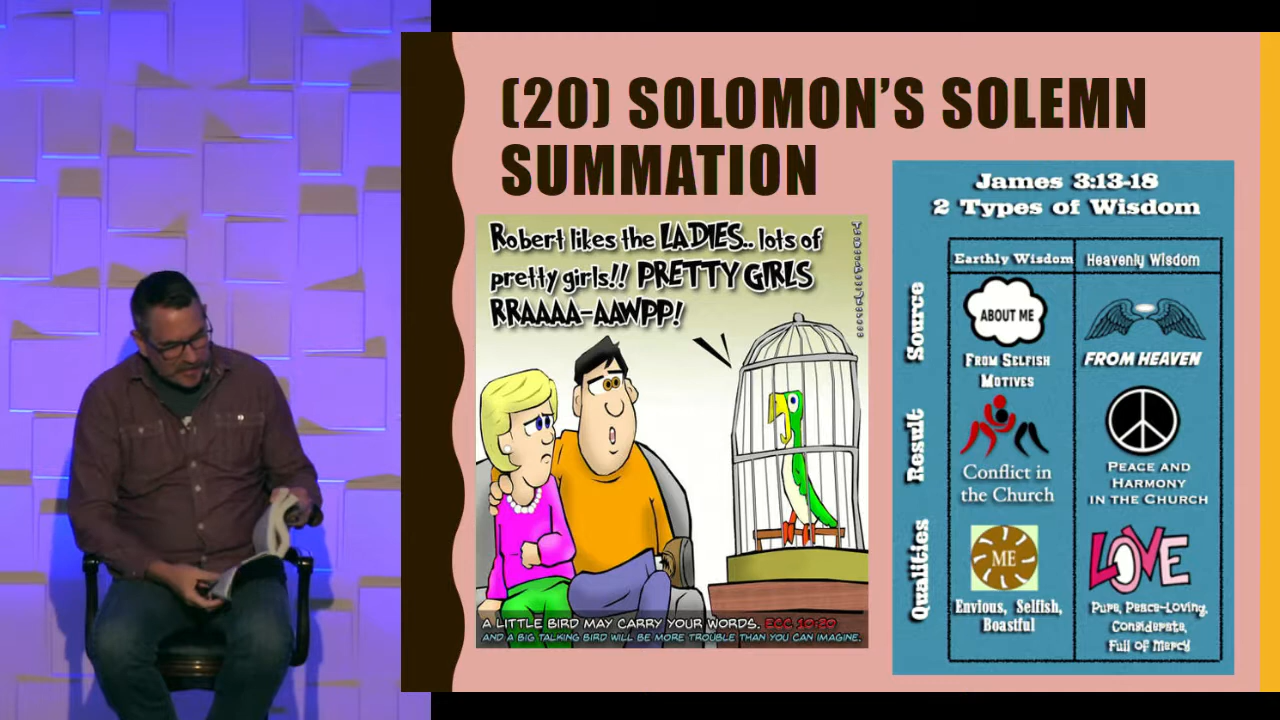 (20) SOLOMON'S SOLEMN
SUMMATION
Robert likes the LADIES.. lots of
pretty girls!! PRETTY GIRLS
RRAAAA-AAWPP!
A LITTLE BIRD MAY CARRY YOUR WORDS. ECC 10:20
AND A BIG TALKING BIRD WILL BE MORE TROUBLE THAN YOU CAN IMAGINE.
James 3:13-18
2 Types of Wisdom
Earthly Wisdom
Heavenly Wisdom
Source
ABOUT ME
FROM SELFISH
MOTIVES
FROM HEAVEN
Result
Conflict in
the Church
PEACE AND
HARMONY
IN THE CHURCH
Qualities
ME
Envious, Selfish,
Boastful
LOVE
Pure, Peace-Loving,
Considerate,
Full of Mercy